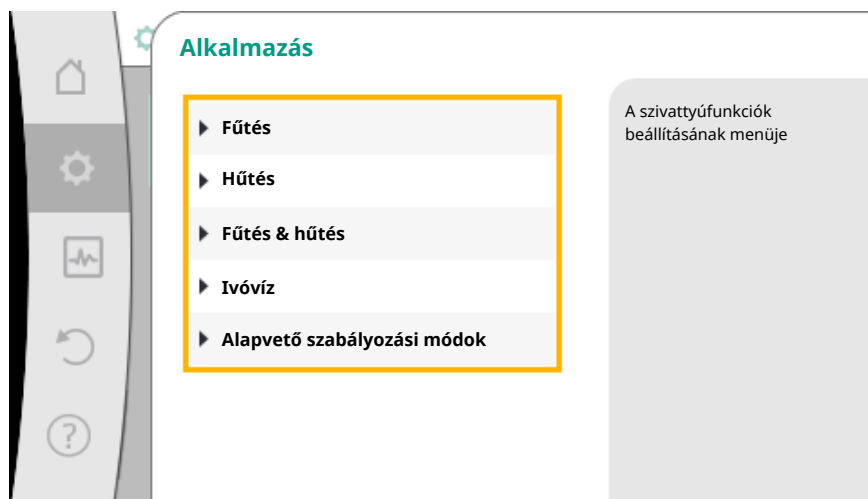 Alkalmazás
Fűtés
Hűtés
Fűtés & hűtés
Ivóvíz
Alapvető szabályozási módok
A szivattyúfunkciók
beállításának menüje
?